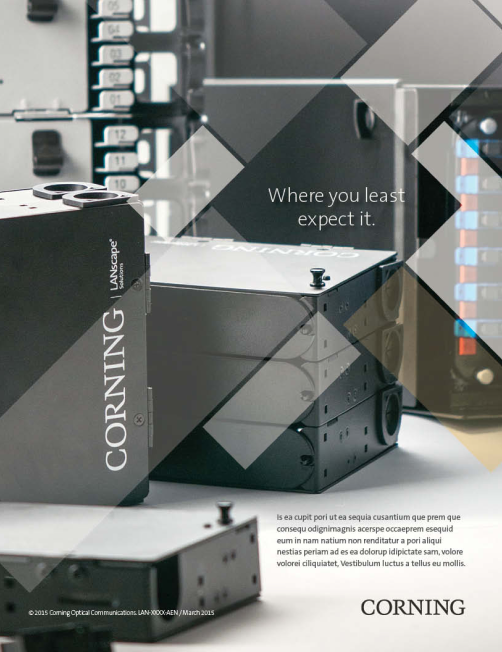 05
04
03
02
01
12
11
10
Where you least
expect it.
CORNING
CORNING | LANscape®
Solutions
Is ea cupit pori ut ea sequia cusantium que prem que
consequ odignimagnis acerspe occaeprem esequid
eum in nam natium non renditatur a pori aliqui
nestias periam ad es ea dolorup idipictate sam, volore
volorei ciliquiatet, Vestibulum luctus a tellus eu mollis.
© 2015 Corning Optical Communications. LAN-XXXX-AEN / March 2015
CORNING